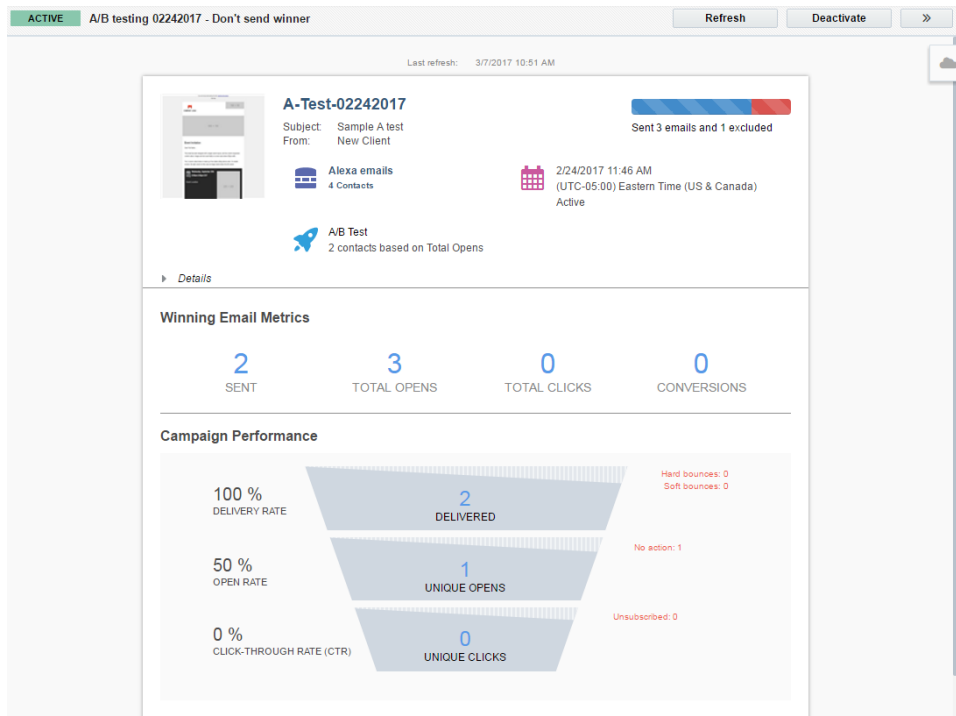 ACTIVE A/B testing 02242017 - Don't send winner Refresh Deactivate »
Last refresh: 3/7/2017 10:51 AM
A-Test-02242017
Subject: Sample A test
From: New Client
Sent 3 emails and 1 excluded
Alexa emails
4 Contacts
2/24/2017 11:46 AM
(UTC-05:00) Eastern Time (US & Canada)
Active
A/B Test
2 contacts based on Total Opens
Details
Winning Email Metrics
2 3 0 0
SENT TOTAL OPENS TOTAL CLICKS CONVERSIONS
Campaign Performance
Hard bounces: 0
Soft bounces: 0
100 % 2
DELIVERY RATE DELIVERED
No action: 1
50 % 1
OPEN RATE UNIQUE OPENS
Unsubscribed: 0
0 % 0
CLICK-THROUGH RATE (CTR) UNIQUE CLICKS